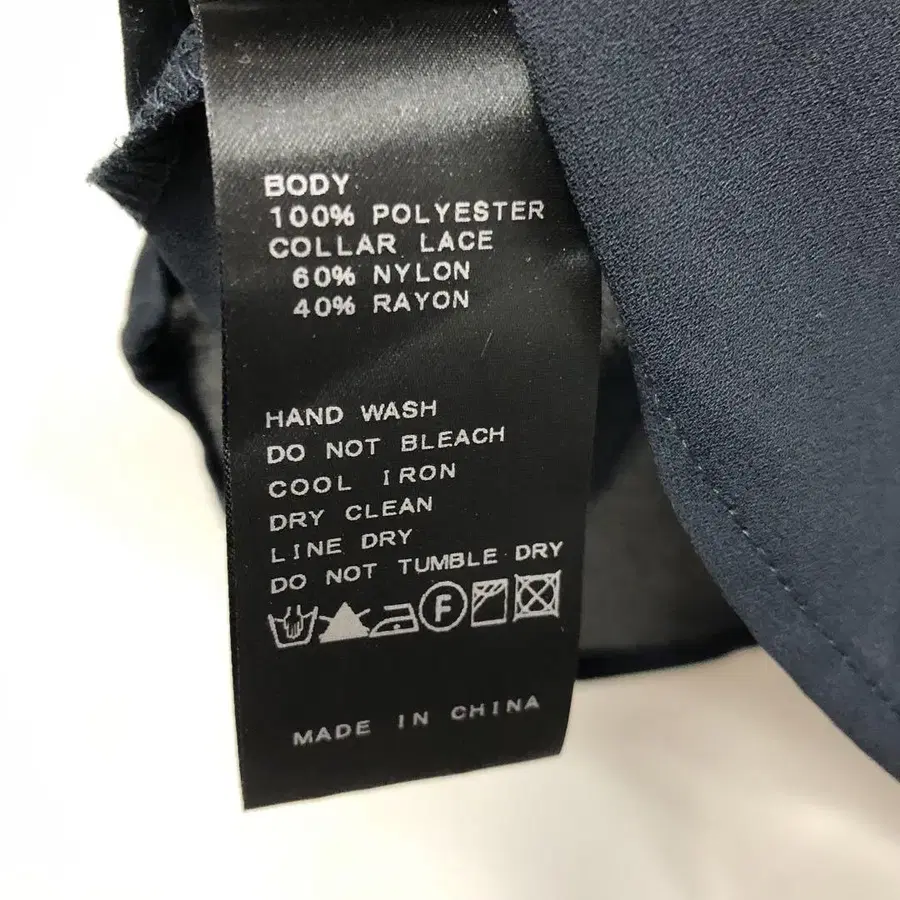 BODY
100% POLYESTER
COLLAR LACE
60% NYLON
40% RAYON
HAND WASH
DO NOT BLEACH
COOL IRON
DRY CLEAN
LINE DRY
DO NOT TUMBLE DRY
F
MADE IN CHINA